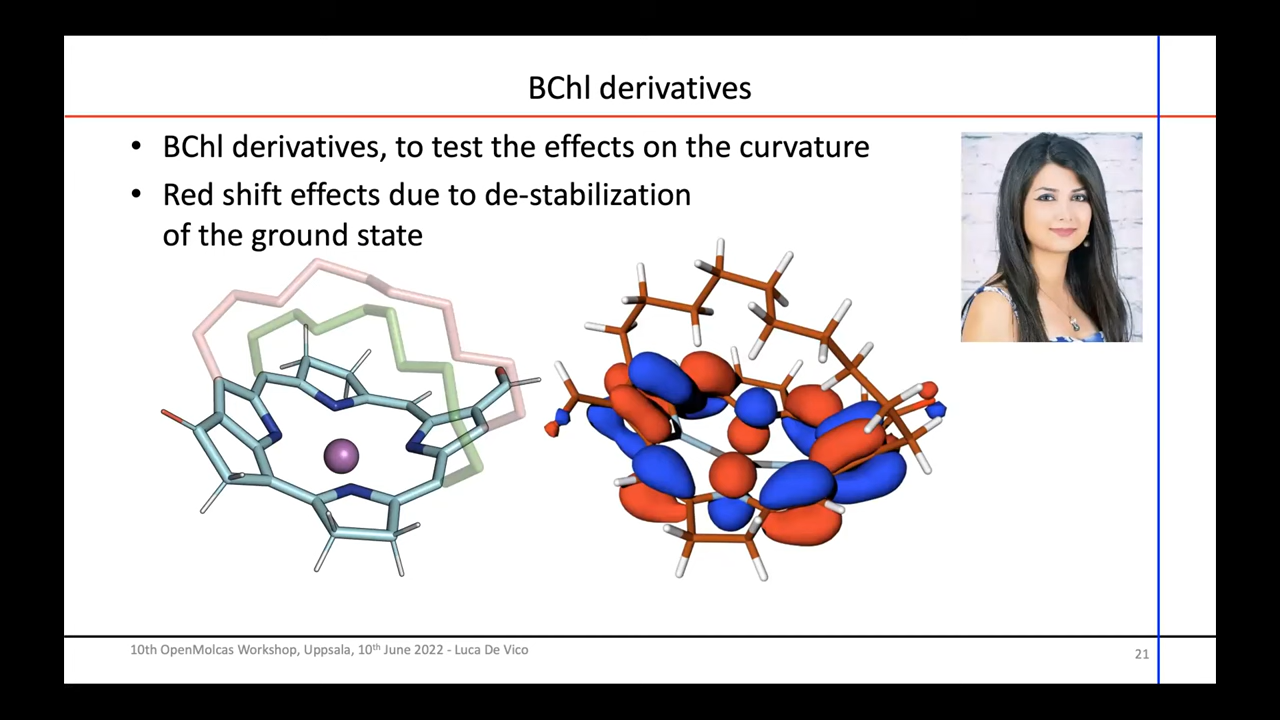 BChl derivatives
• BChl derivatives, to test the effects on the curvature
• Red shift effects due to de-stabilization
of the ground state
10th OpenMolcas Workshop, Uppsala, 10th June 2022 - Luca De Vico
21